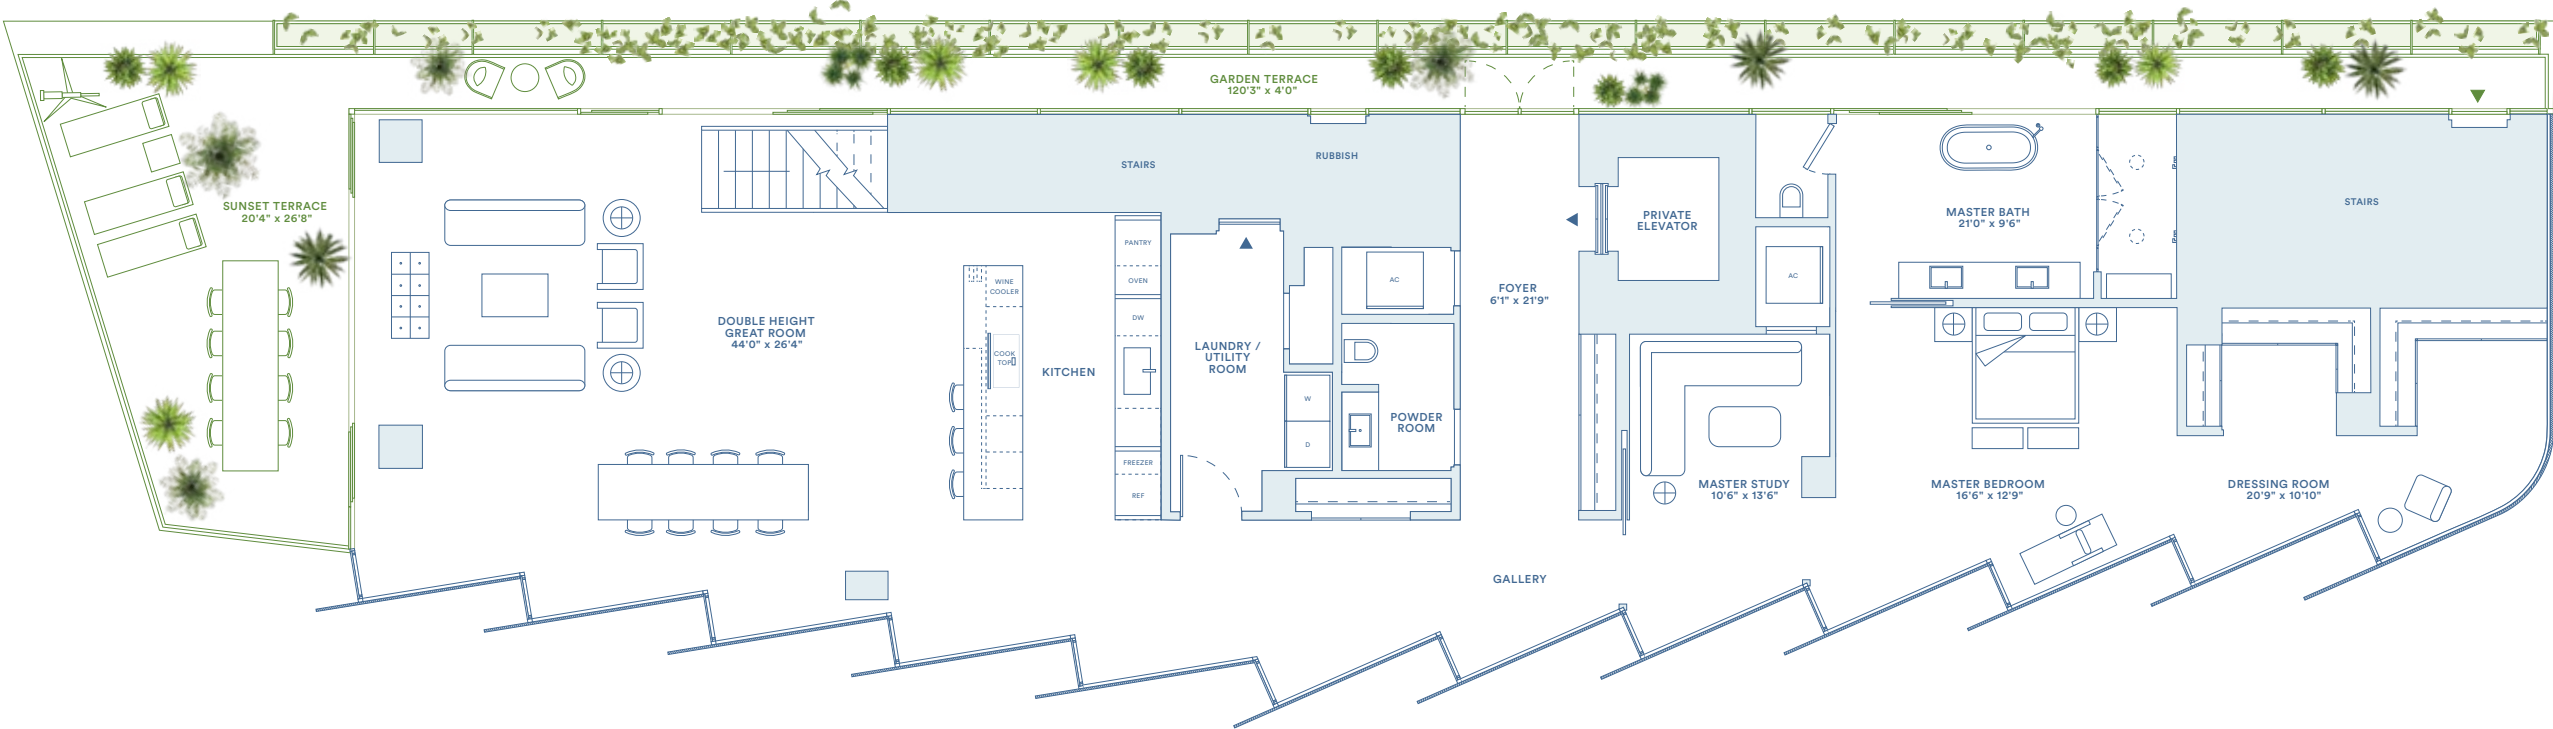 GARDEN TERRACE
120'3" x 4'0"
SUNSET TERRACE
20'4" x 26'8"
STAIRS
RUBBISH
PRIVATE
ELEVATOR
MASTER BATH
21'0" x 9'6"
STAIRS
PANTRY
OVEN
DW
FREEZER
REF
WINE
COOLER
COOK
TOP
DOUBLE HEIGHT
GREAT ROOM
44'0" x 26'4"
KITCHEN
LAUNDRY /
UTILITY
ROOM
AC
W
D
POWDER
ROOM
FOYER
6'1" x 21'9"
AC
MASTER STUDY
10'6" x 13'6"
MASTER BEDROOM
16'6" x 12'9"
DRESSING ROOM
20'9" x 10'10"
GALLERY